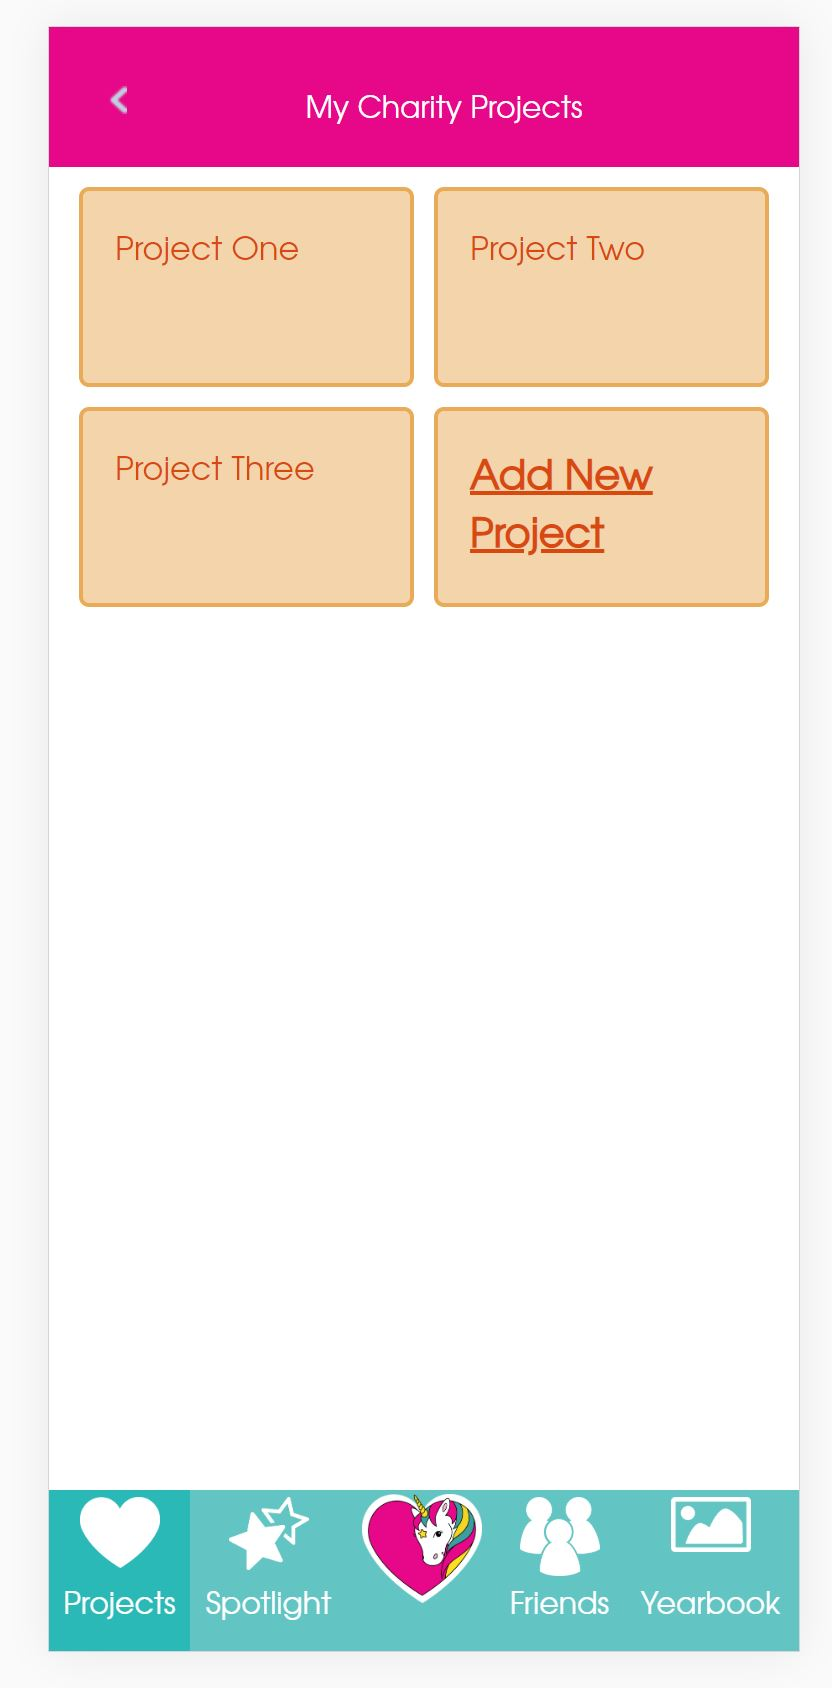 My Charity Projects
Project One
Project Two
Project Three
Add New
Project
Projects
Spotlight
Friends
Yearbook